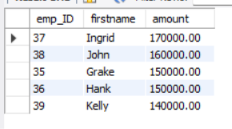 emp_ID firstname amount
37 Ingrid 170000.00
38 John 160000.00
35 Grake 150000.00
36 Hank 150000.00
39 Kelly 140000.00